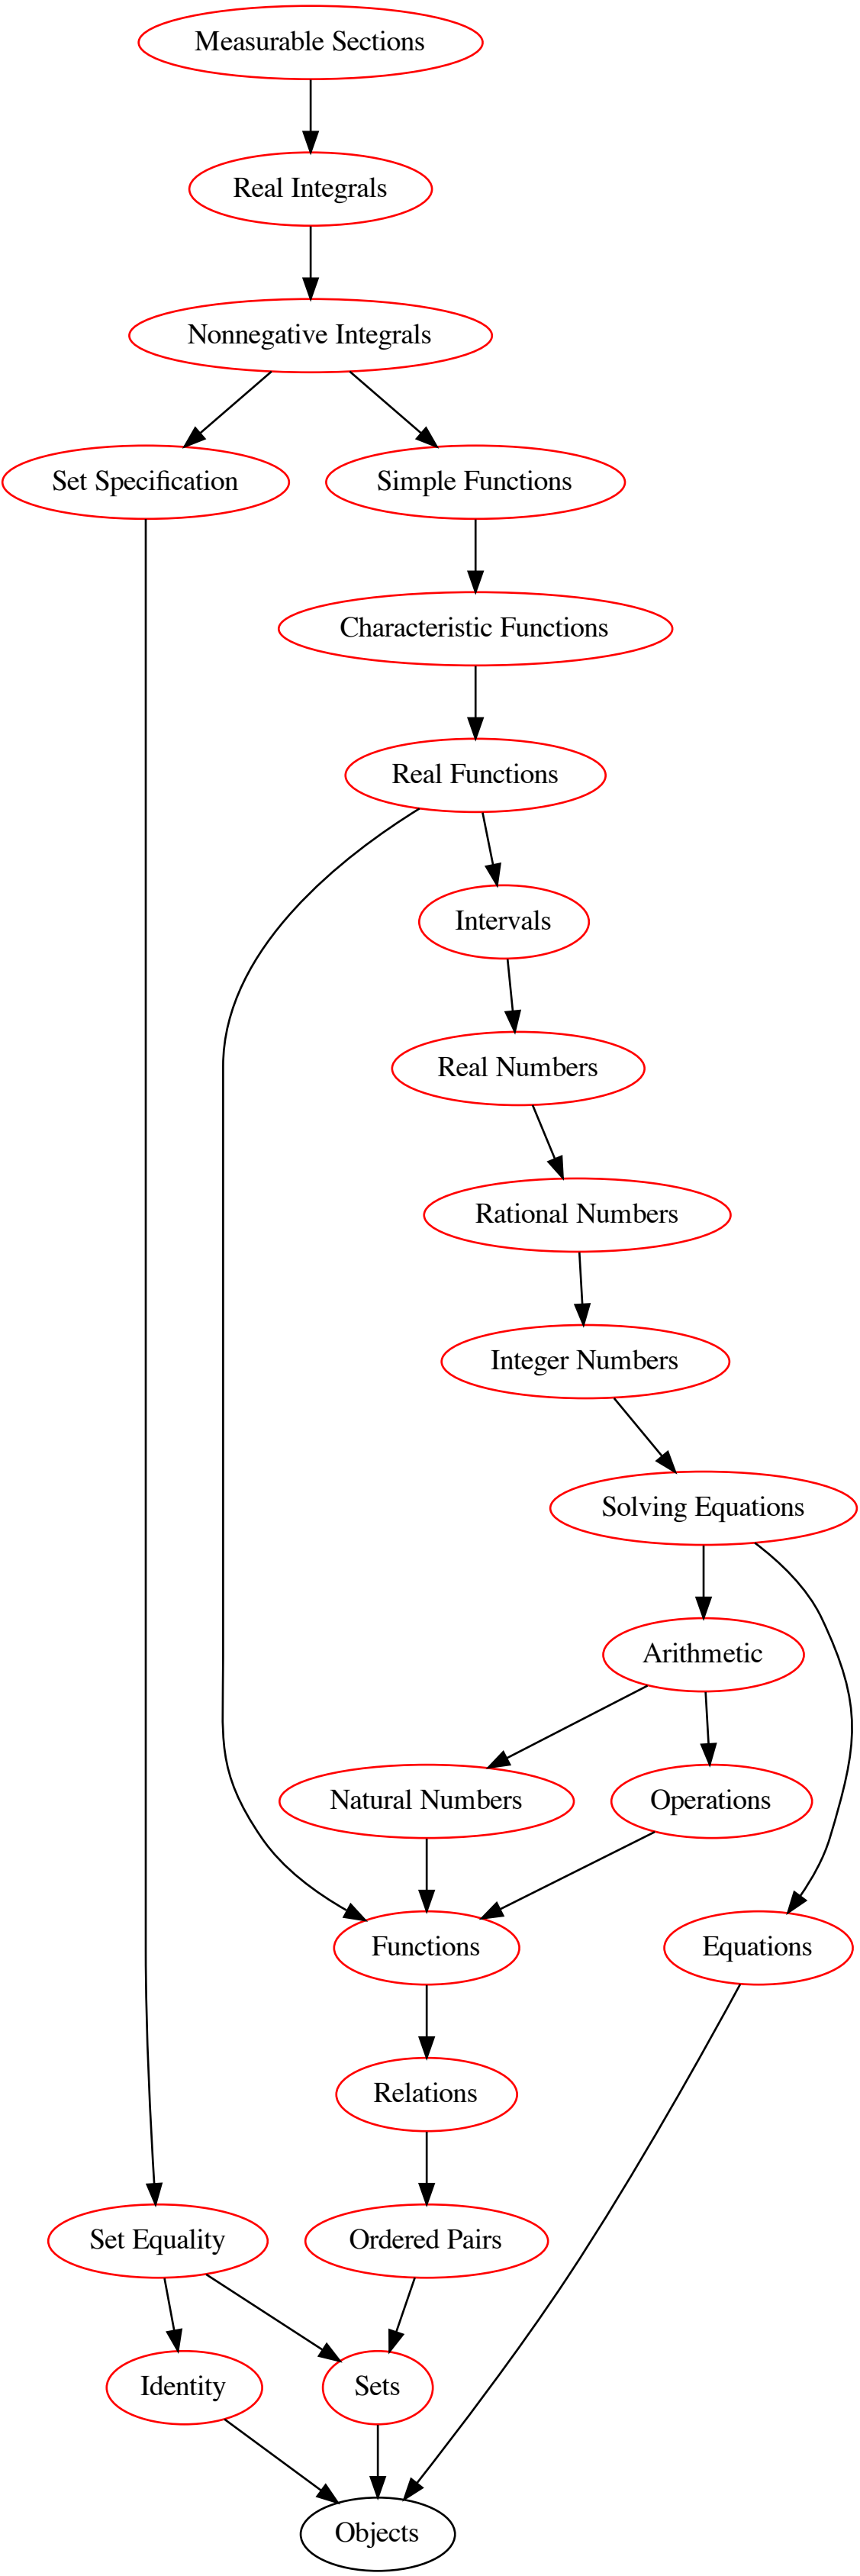 Measurable Sections
Real Integrals
Nonnegative Integrals
Set Specification
Simple Functions
Characteristic Functions
Real Functions
Intervals
Real Numbers
Rational Numbers
Integer Numbers
Solving Equations
Arithmetic
Natural Numbers
Operations
Functions
Equations
Relations
Set Equality
Ordered Pairs
Identity
Sets
Objects